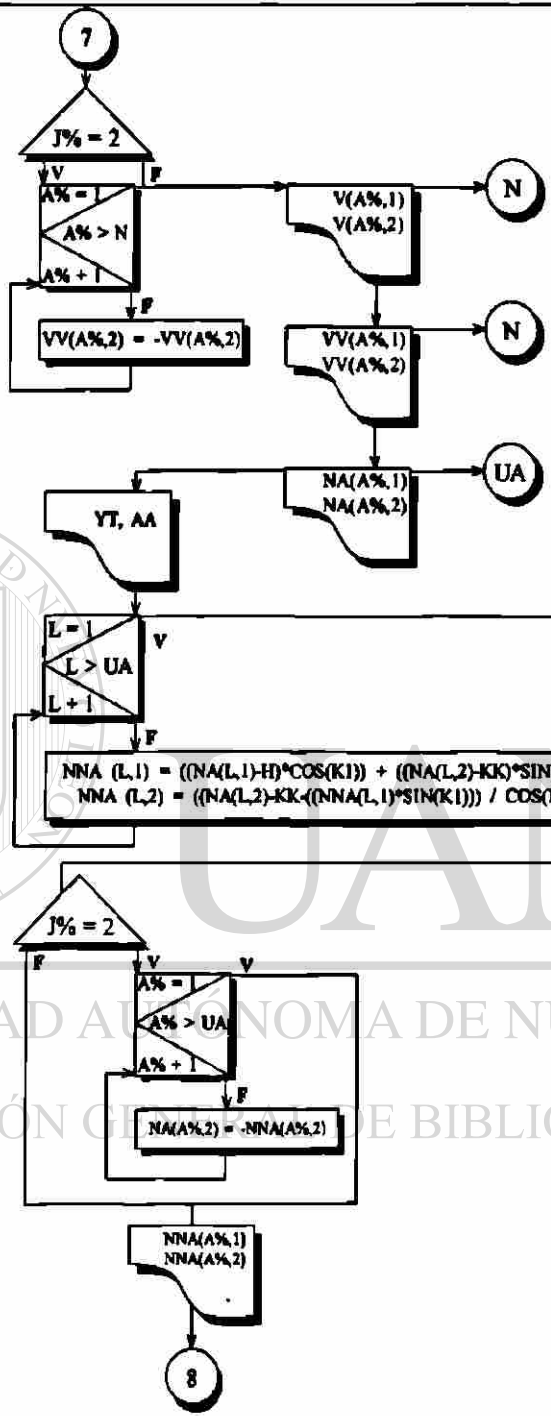 7
J% = 2
V F
A% = 1
A% > N
A% + 1
F
VV(A%,2) = -VV(A%,2)
V(A%,1)
V(A%,2)
N
VV(A%,1)
VV(A%,2)
N
NA(A%,1)
NA(A%,2)
UA
YT, AA
L = 1
V
L > UA
L + 1
F
NNA (L,1) = ((NA(L,1)-H)*COS(K1)) + ((NA(L,2)-KK)*SIN
NNA (L,2) = ((NA(L,2)-KK-((NNA(L,1)*SIN(K1))) / COS(
J% = 2
F V
A% = 1
V
A% > UA
A% + 1
F
NA(A%,2) = -NNA(A%,2)
NNA(A%,1)
NNA(A%,2)
8
UA
AD AUTÓNOMA DE N
ÓN GENERAL DE BIBLI